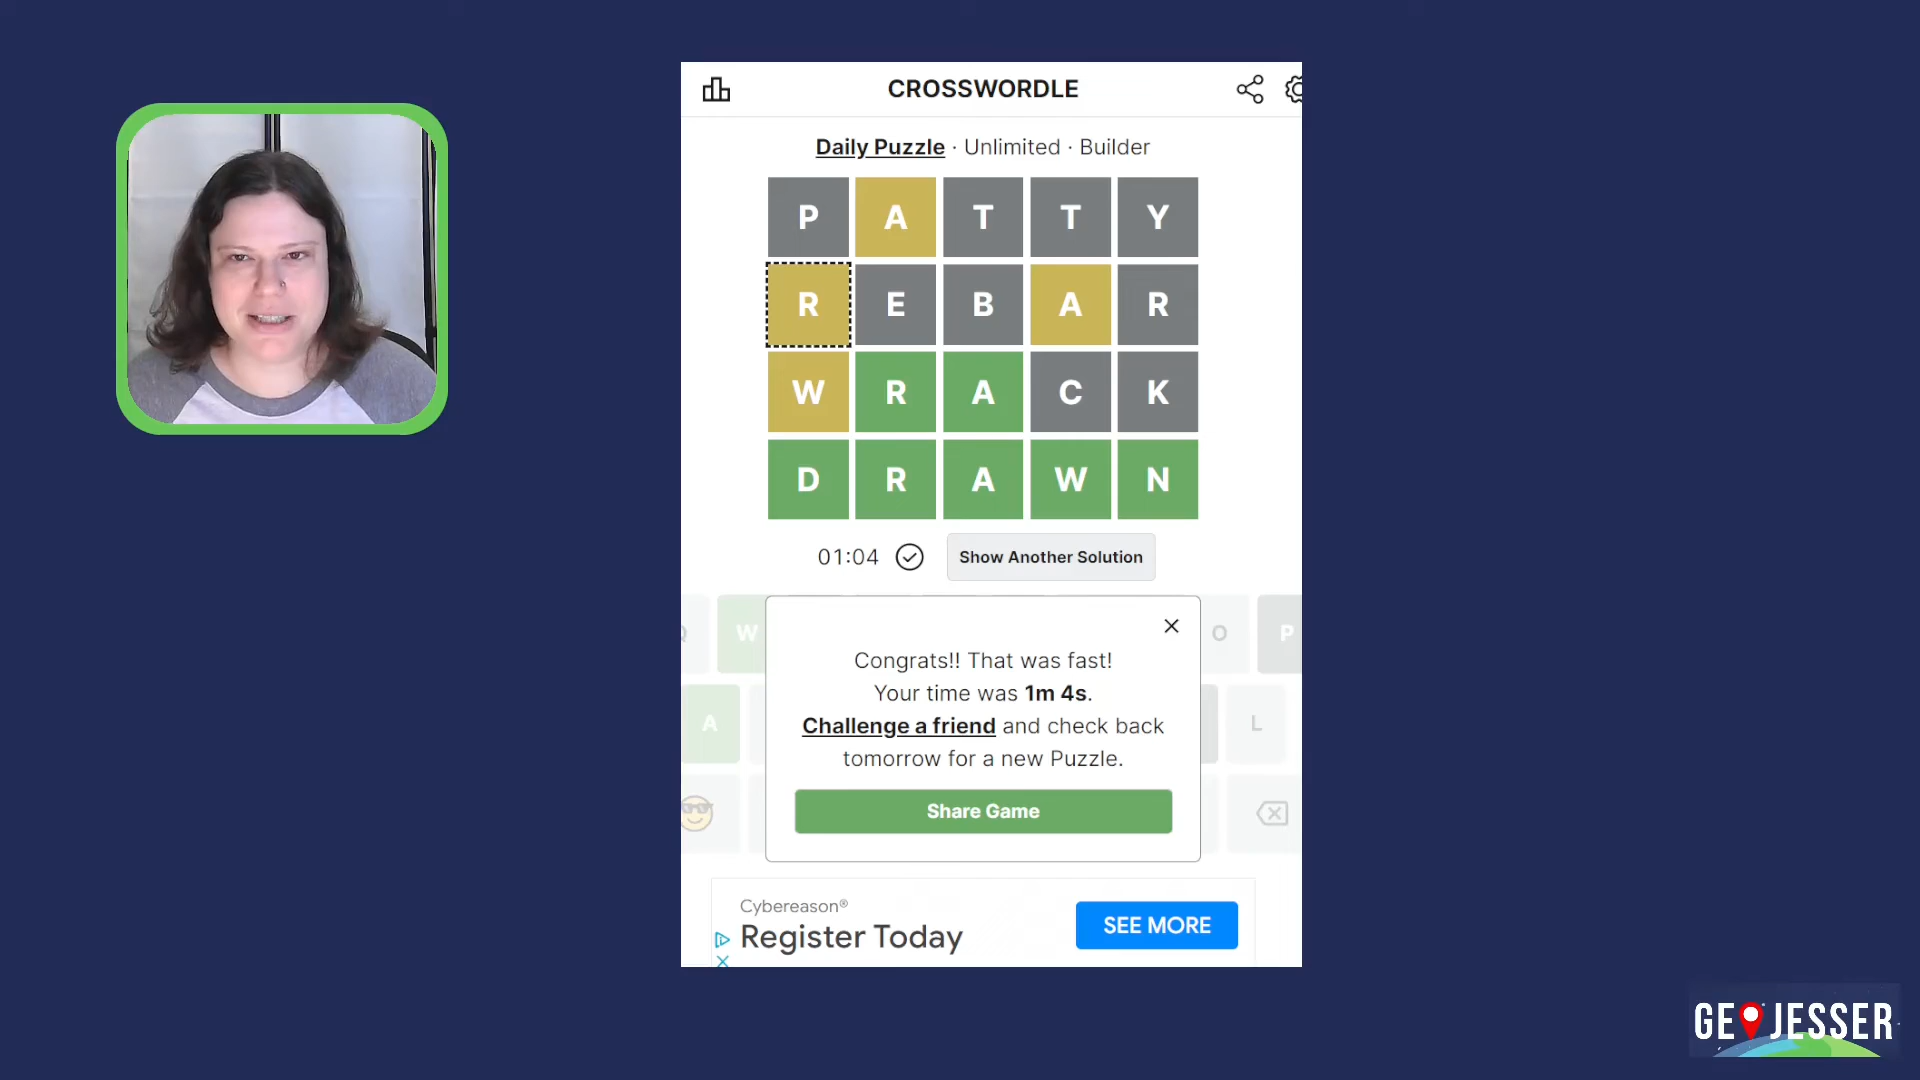 CROSSWORDLE
Daily Puzzle · Unlimited · Builder
P A T T Y
R E B A R
W R A C K
D R A W N
01:04 Show Another Solution
W O P
Congrats!! That was fast!
Your time was 1m 4s.
A L
Challenge a friend and check back
tomorrow for a new Puzzle.
Share Game
Cybereason®
Register Today
SEE MORE
GEOJESSER